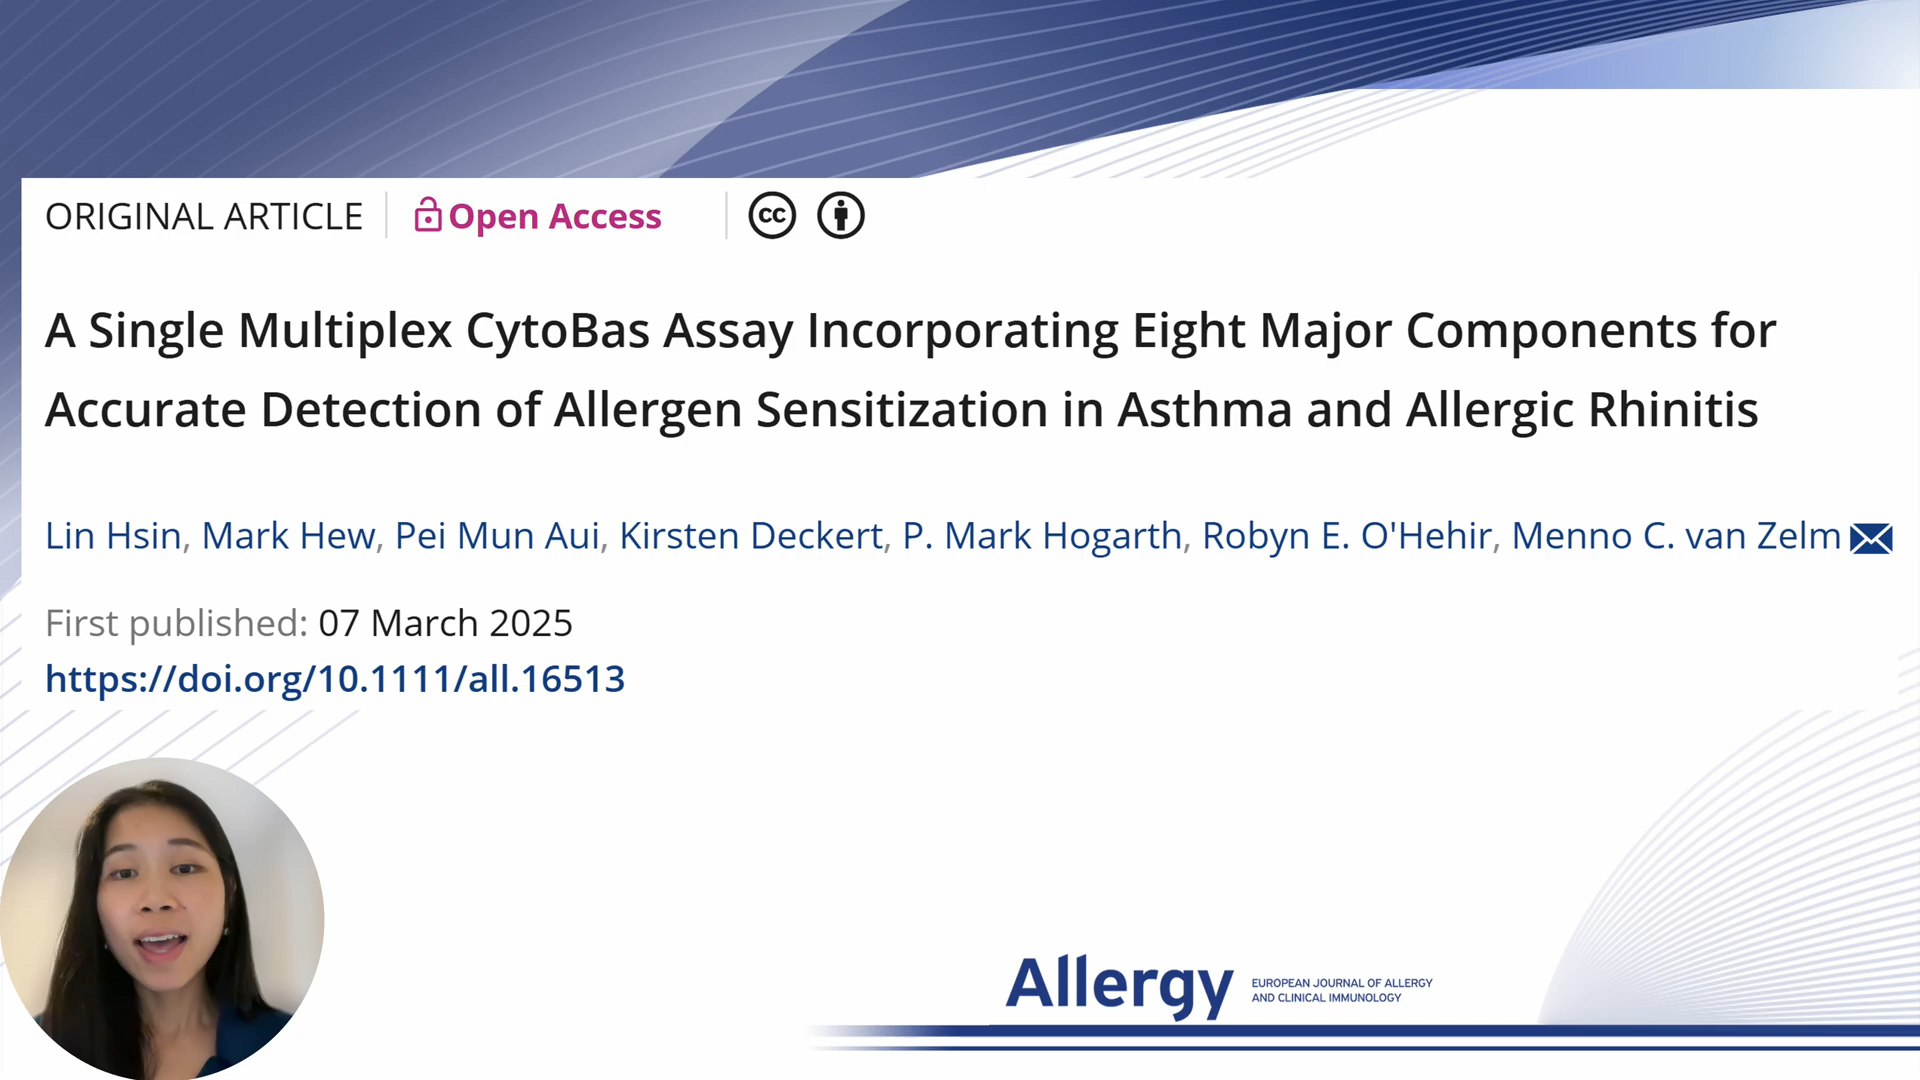 ORIGINAL ARTICLE
Open Access
cc
A Single Multiplex CytoBas Assay Incorporating Eight Major Components for
Accurate Detection of Allergen Sensitization in Asthma and Allergic Rhinitis
Lin Hsin, Mark Hew, Pei Mun Aui, Kirsten Deckert, P. Mark Hogarth, Robyn E. O'Hehir, Menno C. van Zelm
First published: 07 March 2025
https://doi.org/10.1111/all.16513
Allergy
EUROPEAN JOURNAL OF ALLERGY
AND CLINICAL IMMUNOLOGY